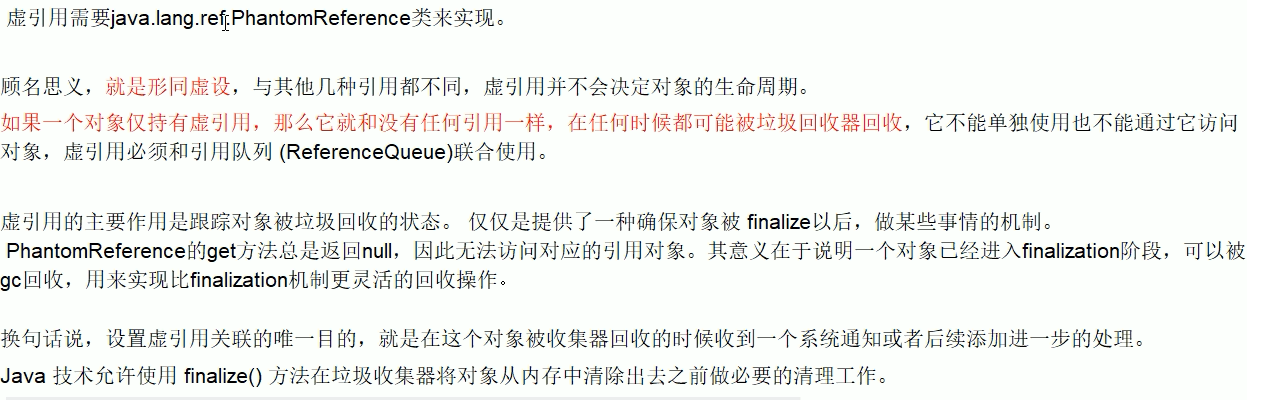 虚引用需要java.lang.ref.PhantomReference类来实现。
顾名思义，就是形同虚设，与其他几种引用都不同，虚引用并不会决定对象的生命周期。
如果一个对象仅持有虚引用，那么它就和没有任何引用一样，在任何时候都可能被垃圾回收器回收，它不能单独使用也不能通过它访问
对象，虚引用必须和引用队列 (ReferenceQueue)联合使用。
虚引用的主要作用是跟踪对象被垃圾回收的状态。 仅仅是提供了一种确保对象被 finalize以后，做某些事情的机制。
PhantomReference的get方法总是返回null，因此无法访问对应的引用对象。其意义在于说明一个对象已经进入finalization阶段，可以被
gc回收，用来实现比finalization机制更灵活的回收操作。
换句话说，设置虚引用关联的唯一目的，就是在这个对象被收集器回收的时候收到一个系统通知或者后续添加进一步的处理。
Java 技术允许使用 finalize() 方法在垃圾收集器将对象从内存中清除出去之前做必要的清理工作。